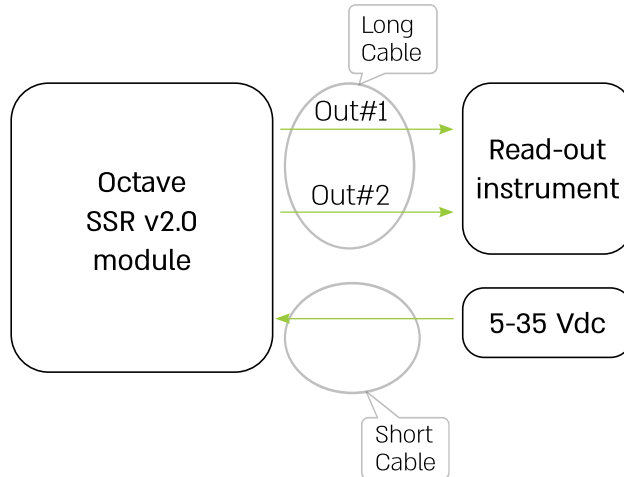 Long
Cable
Out#1
Out#2
Octave
SSR v2.0
module
Read-out
instrument
5-35 Vdc
Short
Cable